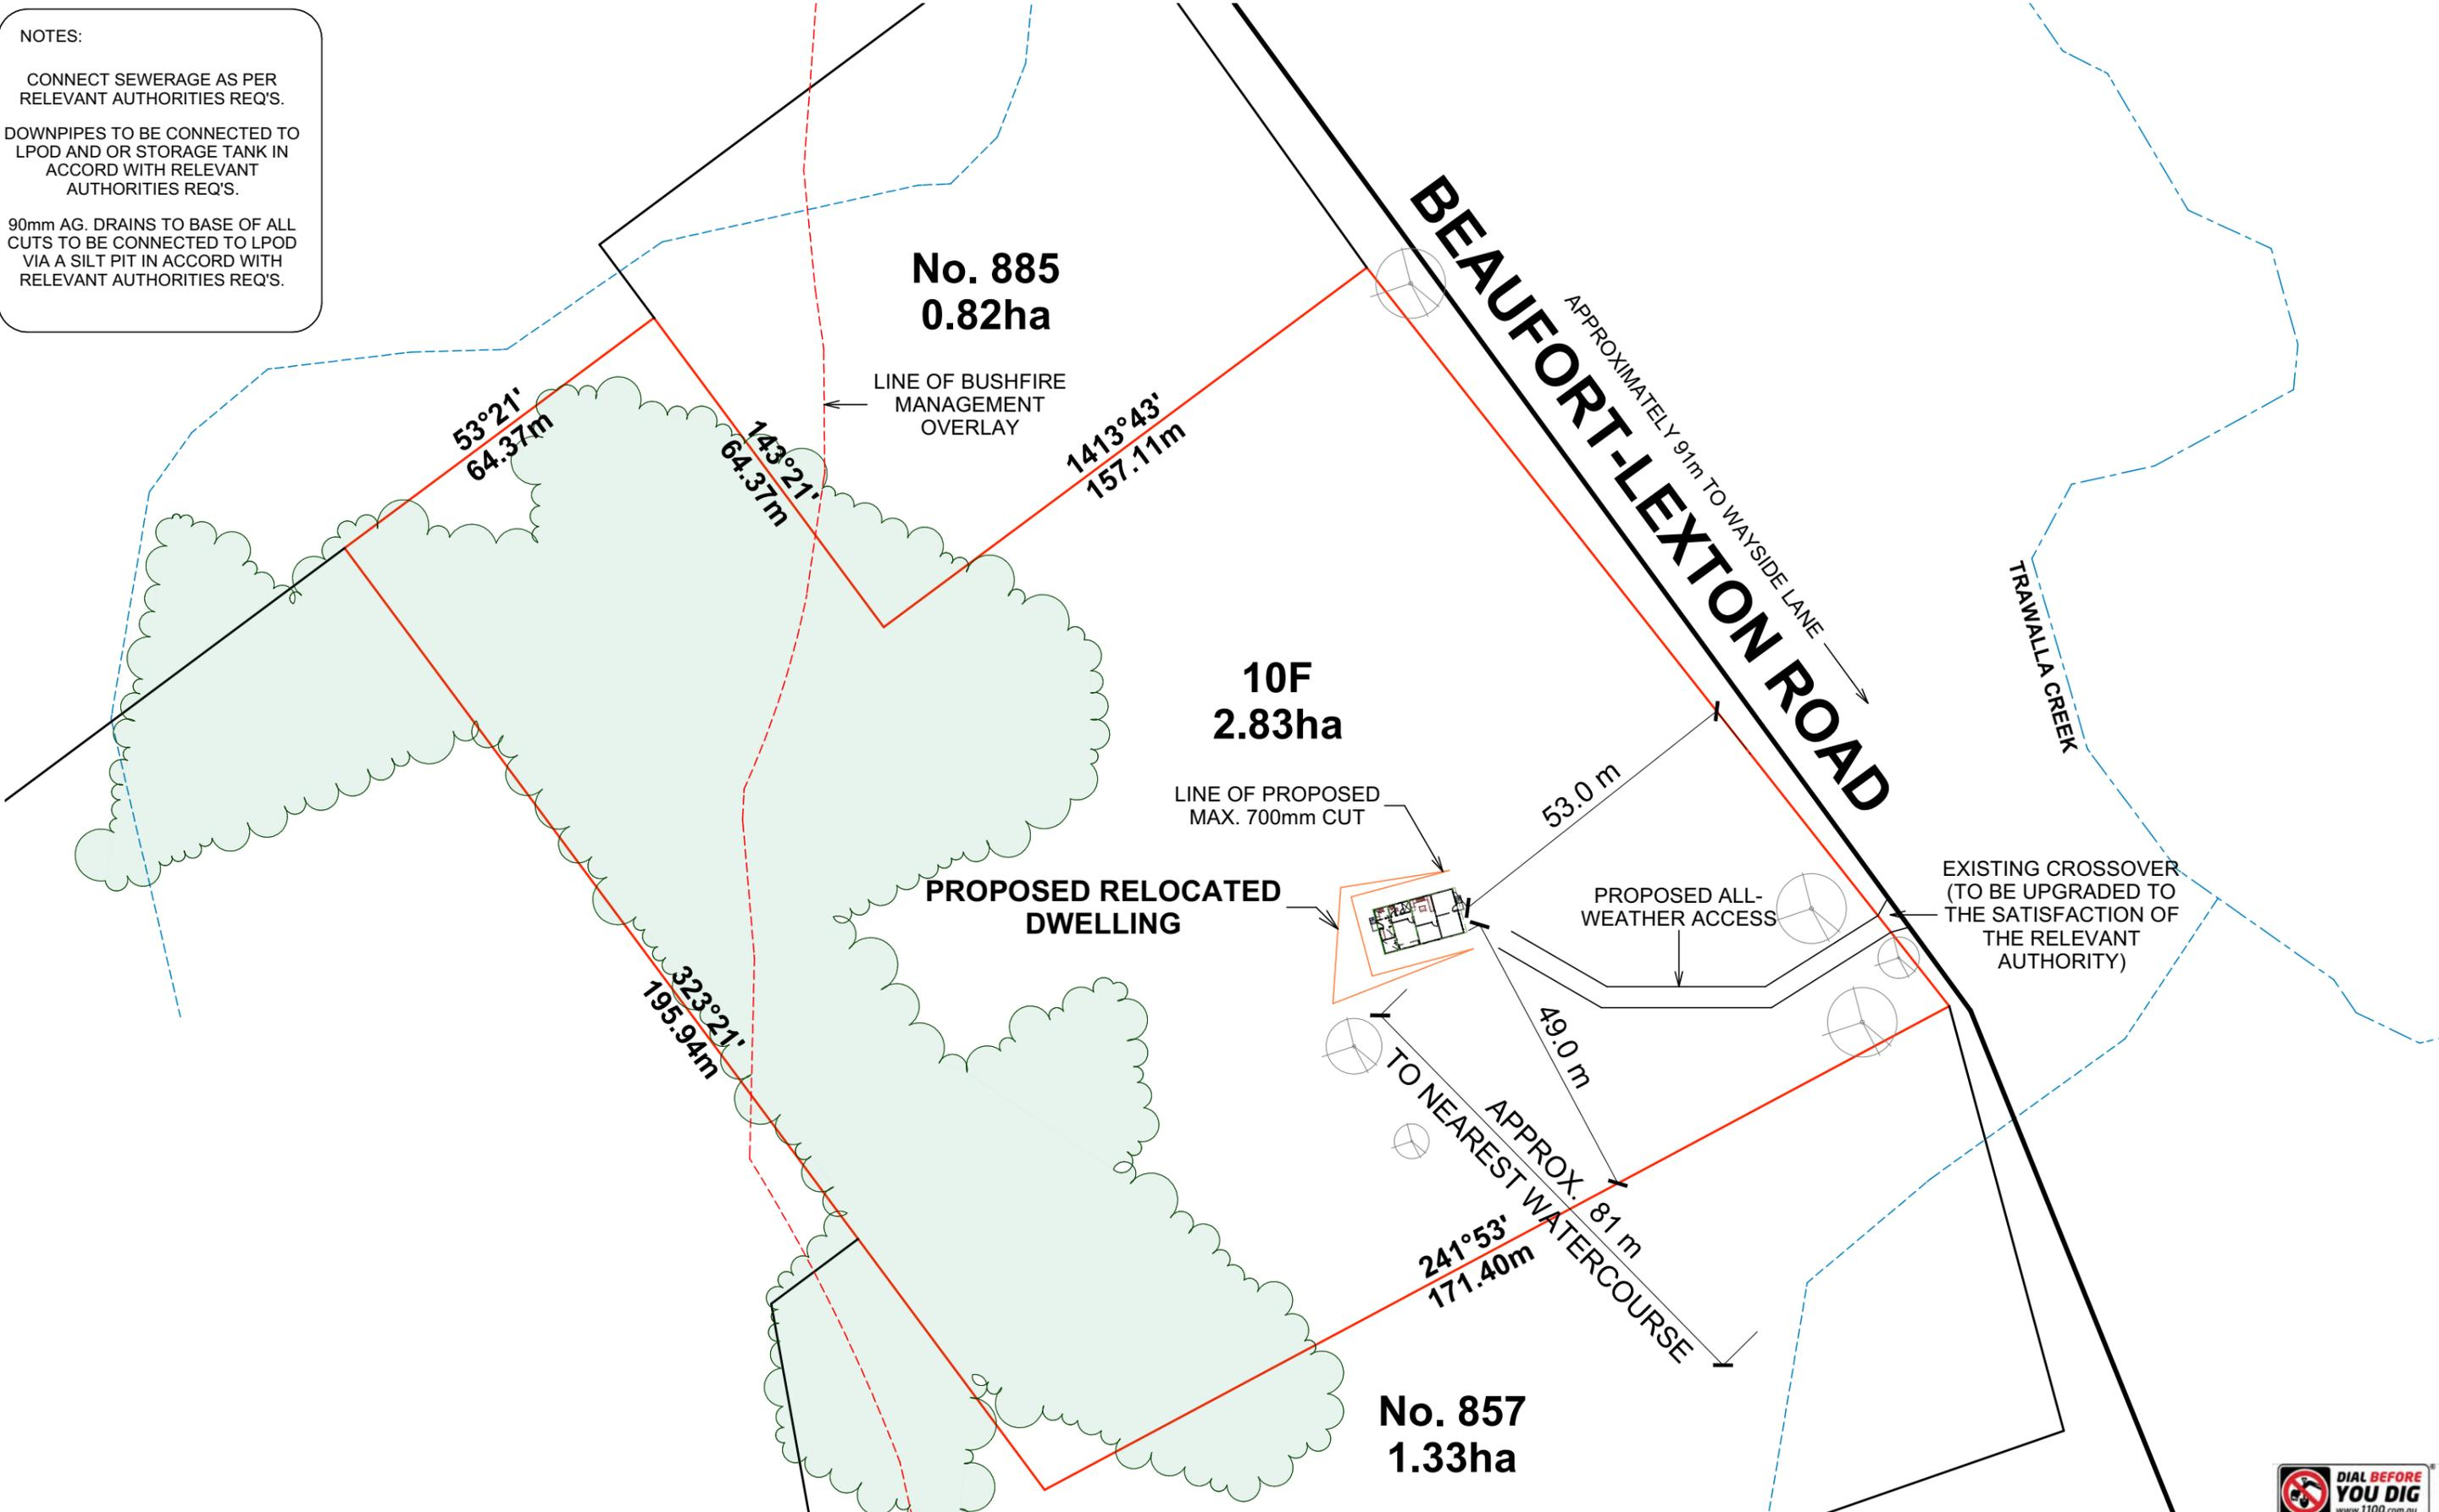 NOTES:
CONNECT SEWERAGE AS PER
RELEVANT AUTHORITIES REQ'S.
DOWNPIPES TO BE CONNECTED TO
LPOD AND OR STORAGE TANK IN
ACCORD WITH RELEVANT
AUTHORITIES REQ'S.
90mm AG. DRAINS TO BASE OF ALL
CUTS TO BE CONNECTED TO LPOD
VIA A SILT PIT IN ACCORD WITH
RELEVANT AUTHORITIES REQ'S.
No. 885
0.82ha
LINE OF BUSHFIRE
MANAGEMENT
OVERLAY
53°21'
64.37m
143°21'
64.37m
1413°43'
157.11m
BEAUFORT-LEXTON ROAD
APPROXIMATELY 91m TO WAYSIDE LANE
TRAWALLA CREEK
10F
2.83ha
53.0 m
LINE OF PROPOSED
MAX. 700mm CUT
PROPOSED RELOCATED
DWELLING
PROPOSED ALL-
WEATHER ACCESS
EXISTING CROSSOVER
(TO BE UPGRADED TO
THE SATISFACTION OF
THE RELEVANT
AUTHORITY)
323°21'
195.94m
49.0 m
APPROX. 81 m
TO NEAREST WATERCOURSE
241°53'
171.40m
No. 857
1.33ha
DIAL BEFORE
YOU DIG
www.1100.com.au